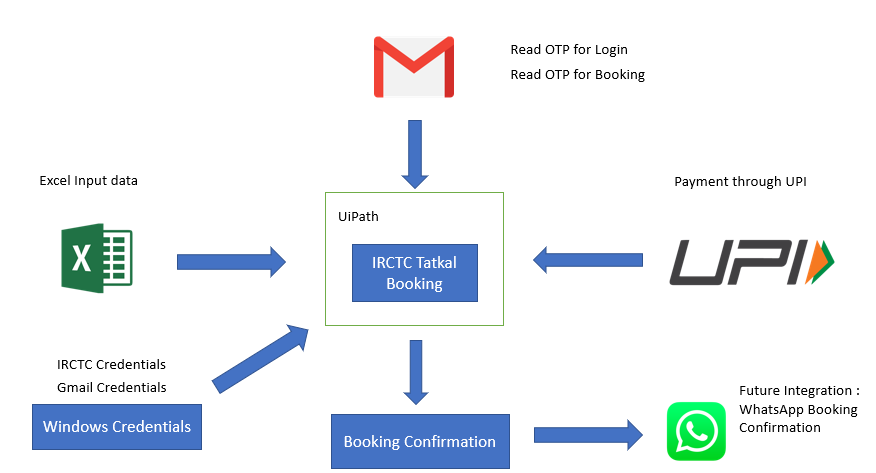 Read OTP for Login
Read OTP for Booking
Excel Input data
Payment through UPI
UiPath
X
IRCTC Tatkal
Booking
UPI
IRCTC Credentials
Gmail Credentials
Windows Credentials
Booking Confirmation
Future Integration :
WhatsApp Booking
Confirmation